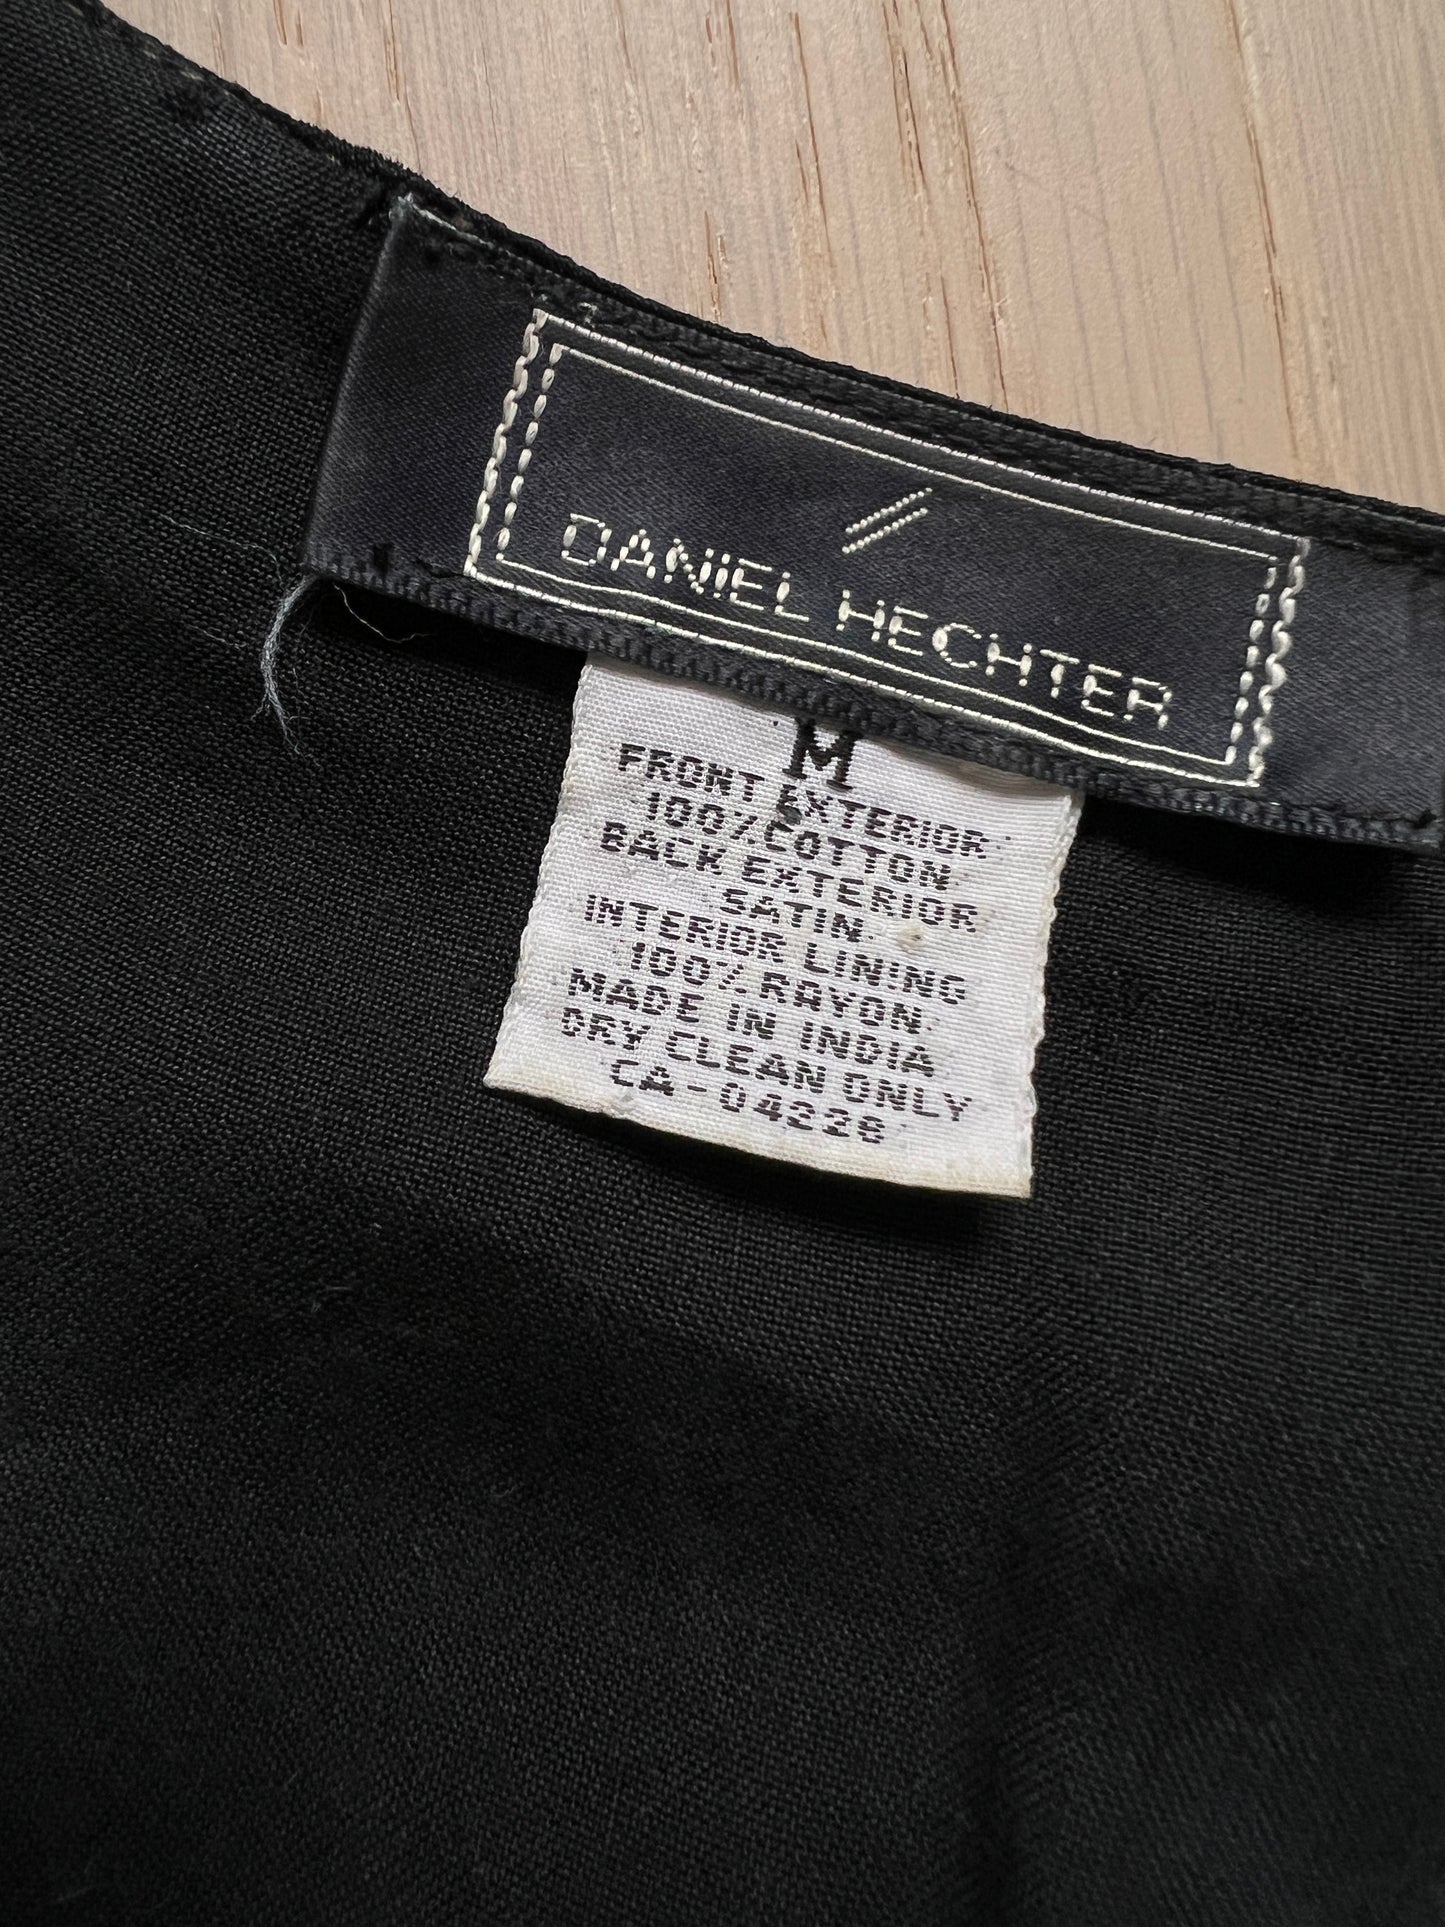 DANIEL HECHTER
M
FRONT EXTERIOR
100% COTTON.
BACK EXTERIOR
SATIN.
INTERIOR LINING
100% RAYON.
MADE IN INDIA
DRY CLEAN ONLY
CA-04226